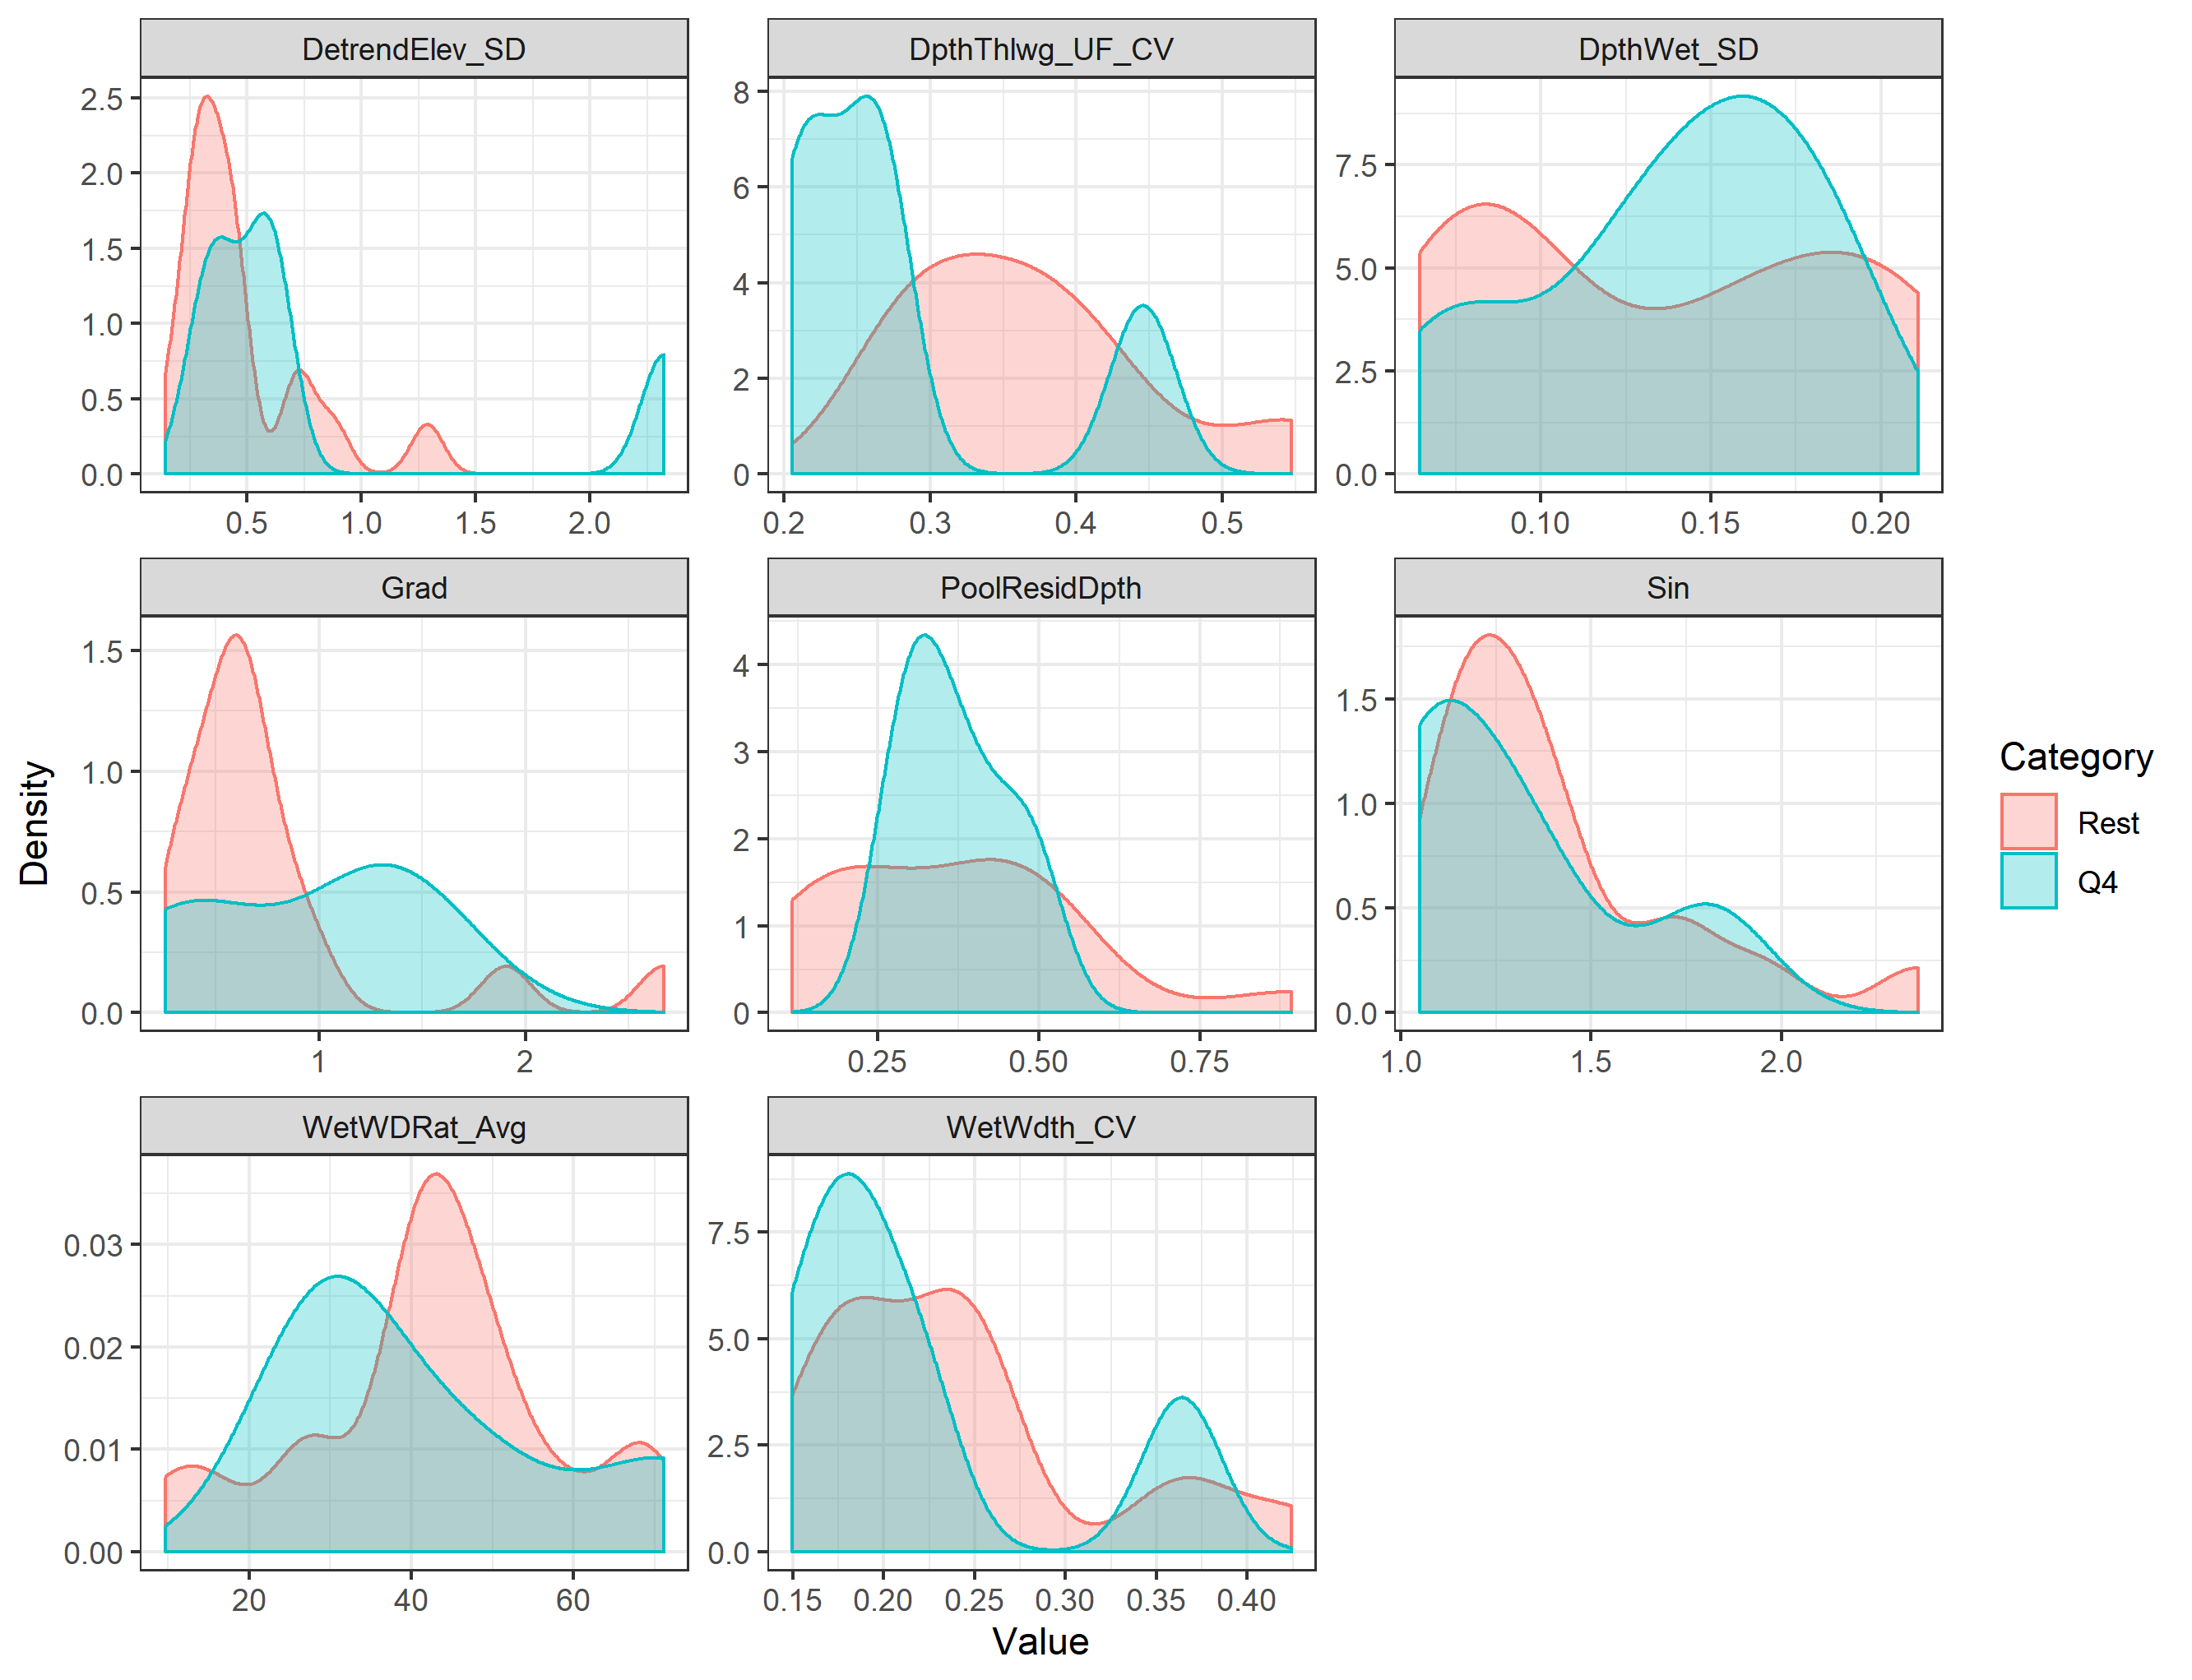 DetrendElev_SD
DpthThlwg_UF_CV
DpthWet_SD
2.5
2.0
1.5
1.0
0.5
0.0
0.5 1.0 1.5 2.0
8
6
4
2
0
0.2 0.3 0.4 0.5
7.5
5.0
2.5
0.0
0.10 0.15 0.20
Grad
PoolResidDpth
Sin
1.5
1.0
0.5
0.0
1 2
4
3
2
1
0
0.25 0.50 0.75
1.5
1.0
0.5
0.0
1.0 1.5 2.0
WetWDRat_Avg
WetWdth_CV
0.03
0.02
0.01
0.00
20 40 60
7.5
5.0
2.5
0.0
0.15 0.20 0.25 0.30 0.35 0.40
Density
Value
Category
Rest
Q4